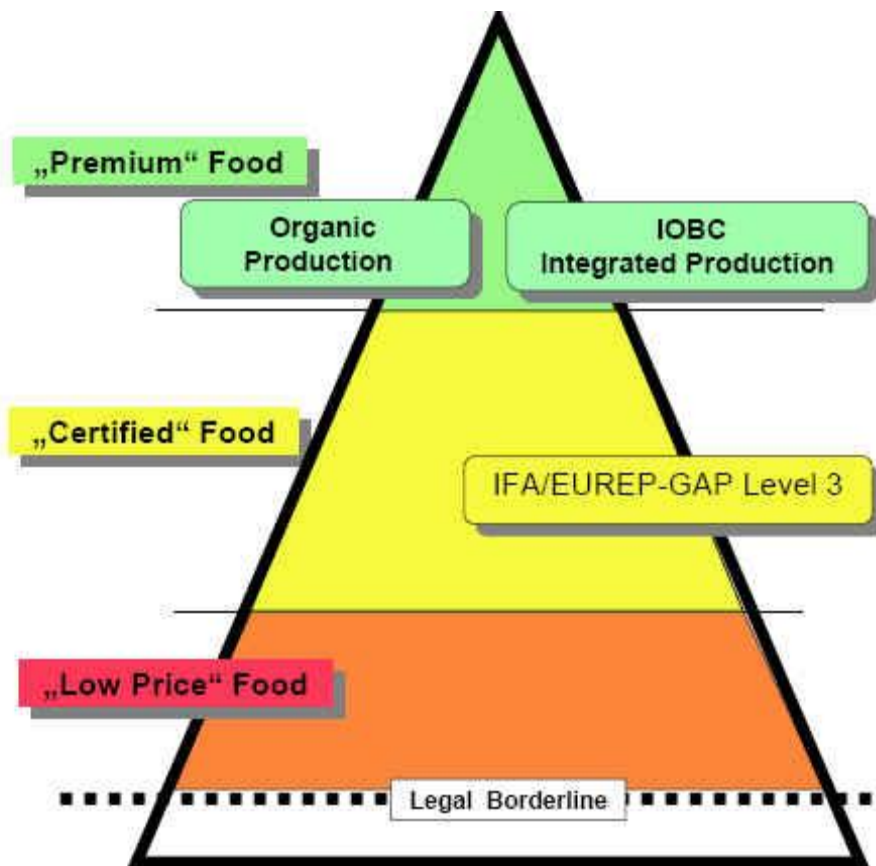 „Premium“ Food
Organic
Production
IOBC
Integrated Production
„Certified“ Food
IFA/EUREP-GAP Level 3
„Low Price“ Food
Legal Borderline